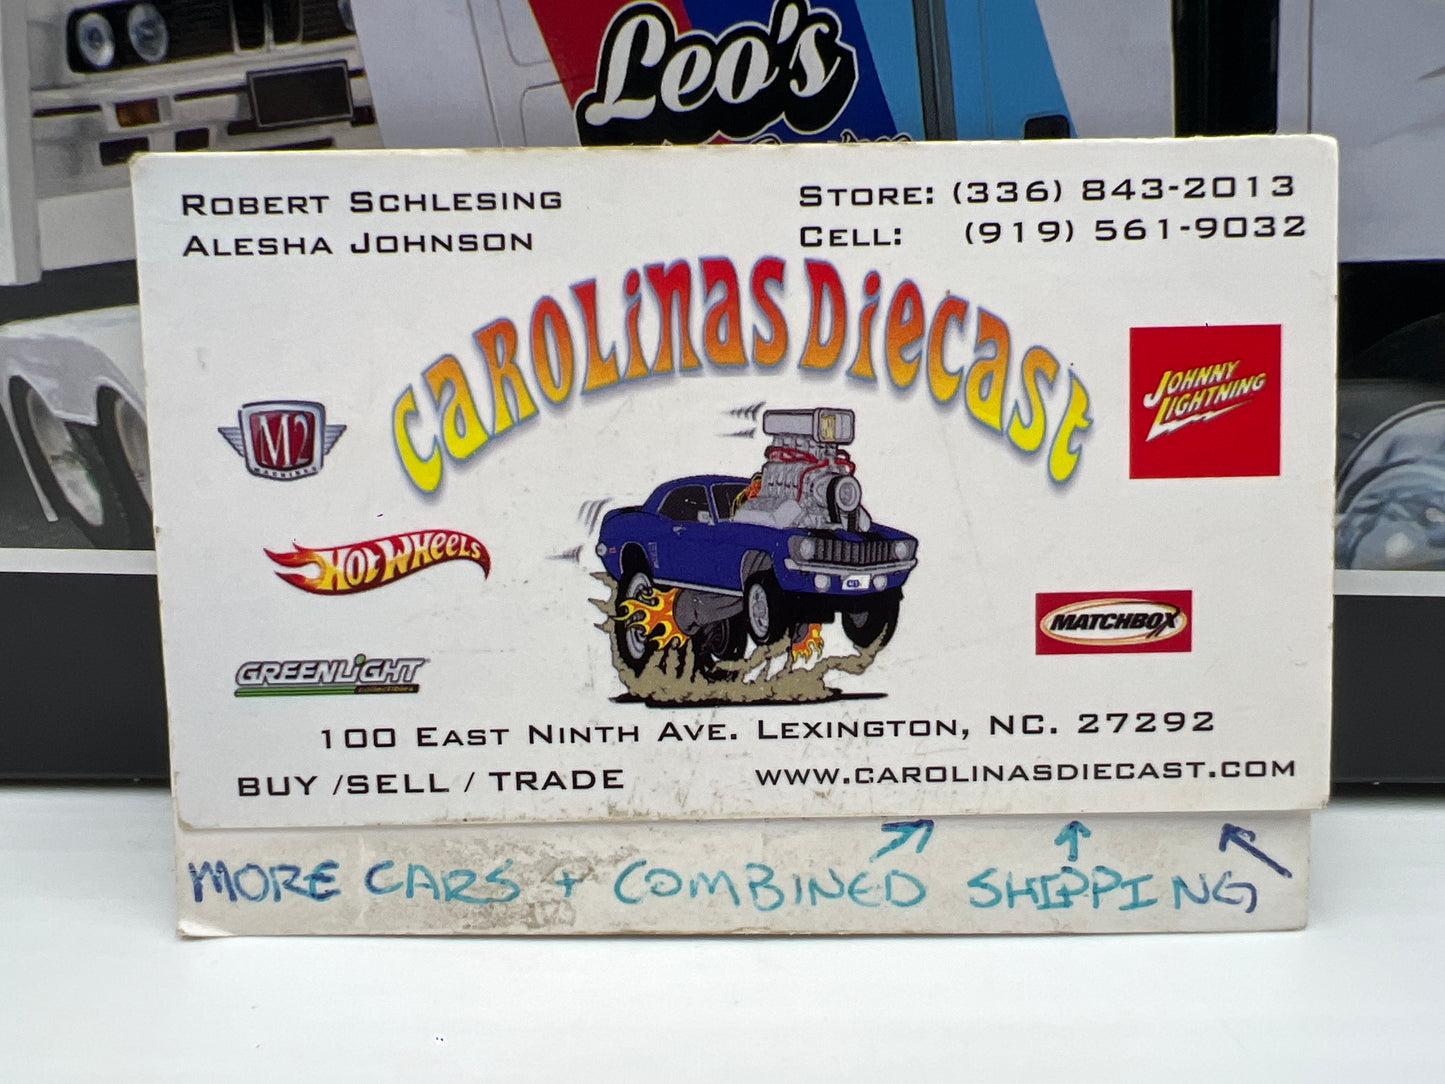 Leo's
ROBERT SCHLESING
ALESHA JOHNSON
STORE: (336) 843-2013
CELL: (919) 561-9032
CAROLINAS DIECAST
M2
MACHINES
JOHNNY
LIGHTNING
HOT WHEELS
MATCHBOX
GREENLIGHT
COLLECTIBLES
100 EAST NINTH AVE. LEXINGTON, NC. 27292
BUY /SELL / TRADE
WWW.CAROLINASDIECAST.COM
MORE CARS + COMBINED SHIPPING